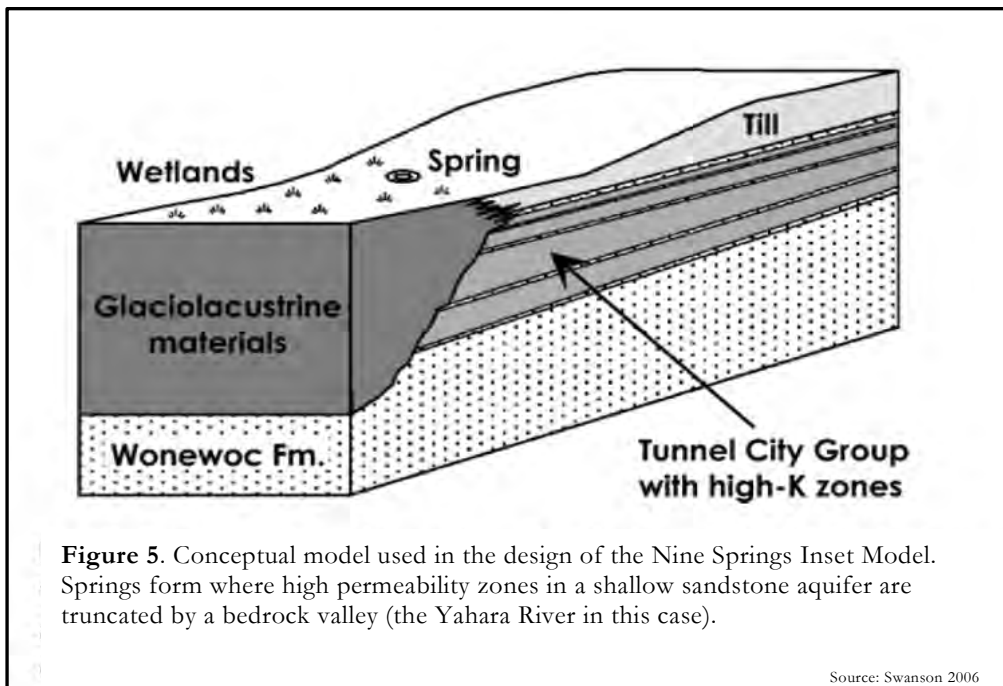 Till
Wetlands
Spring
Glaciolacustrine
materials
Wonewoc Fm.
Tunnel City Group
with high-K zones
Figure 5. Conceptual model used in the design of the Nine Springs Inset Model.
Springs form where high permeability zones in a shallow sandstone aquifer are
truncated by a bedrock valley (the Yahara River in this case).
Source: Swanson 2006